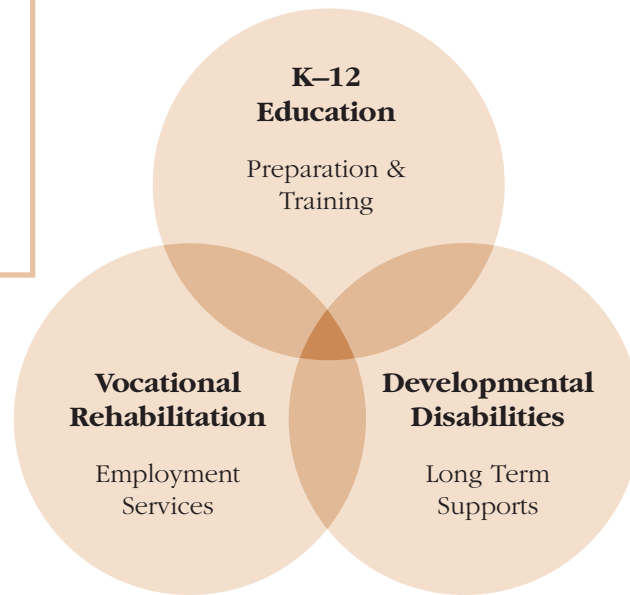 K–12
Education
Preparation &
Training
Vocational
Rehabilitation
Employment
Services
Developmental
Disabilities
Long Term
Supports